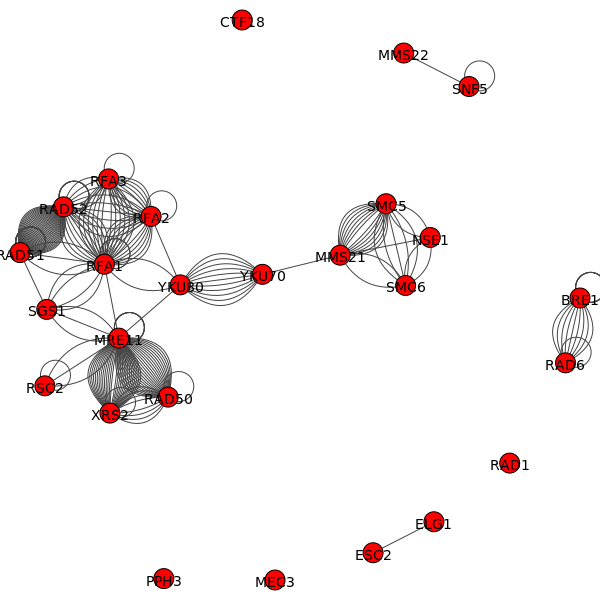 CTF18
MMS22
SNF5
RFA3
RAD52
RFA2
SMC5
NSE1
RAD51
RFA1
MMS21
YKU80
YKU70
SMC6
BRE1
SGS1
MRE11
RAD6
RSC2
RAD50
XRS2
RAD1
ELG1
ESC2
PPH3
MEC3